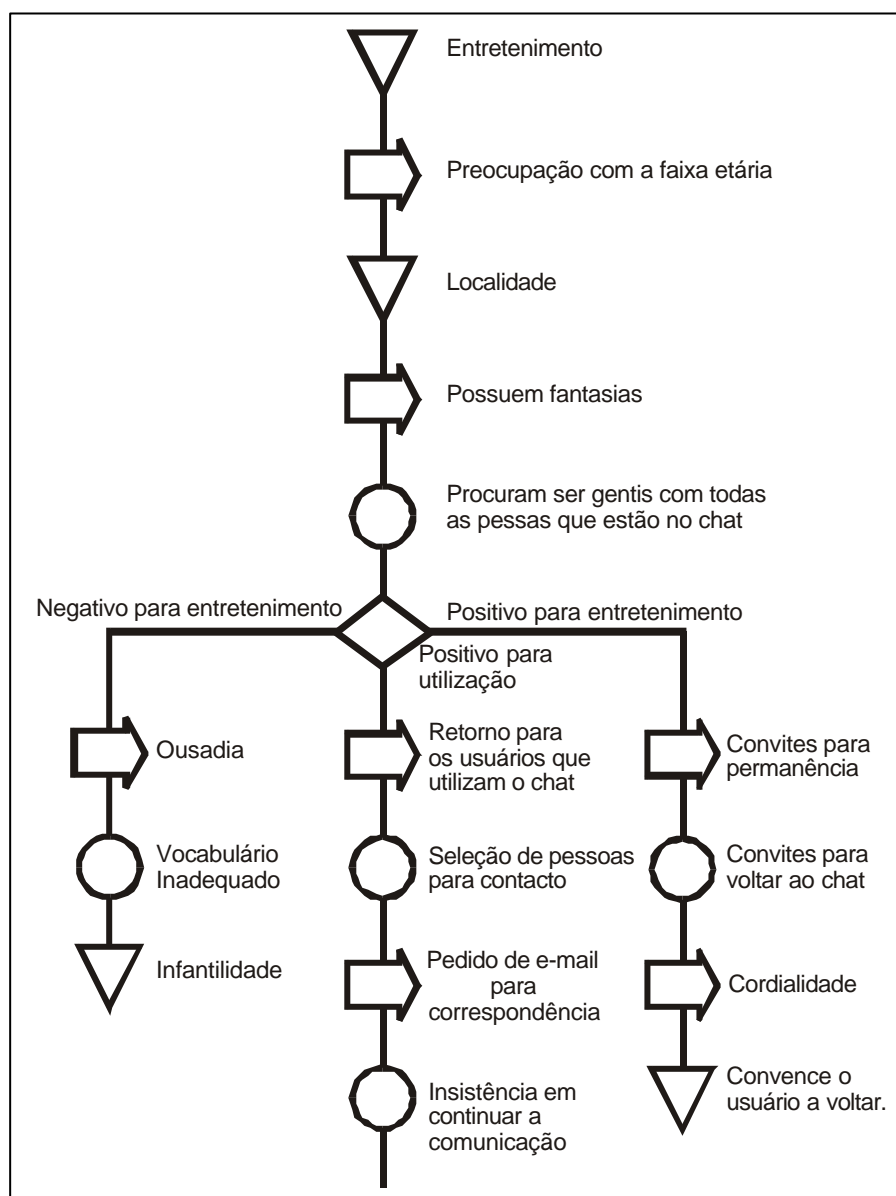 Entretenimento
Preocupação com a faixa etária
Localidade
Possuem fantasias
Procuram ser gentis com todas
as pessas que estão no chat
Negativo para entretenimento
Positivo para entretenimento
Positivo para
utilização
Ousadia
Vocabulário
Inadequado
Infantilidade
Retorno para
os usuários que
utilizam o chat
Seleção de pessoas
para contacto
Pedido de e-mail
para
correspondência
Insistência em
continuar a
comunicação
Convites para
permanência
Convites para
voltar ao chat
Cordialidade
Convence o
usuário a voltar.